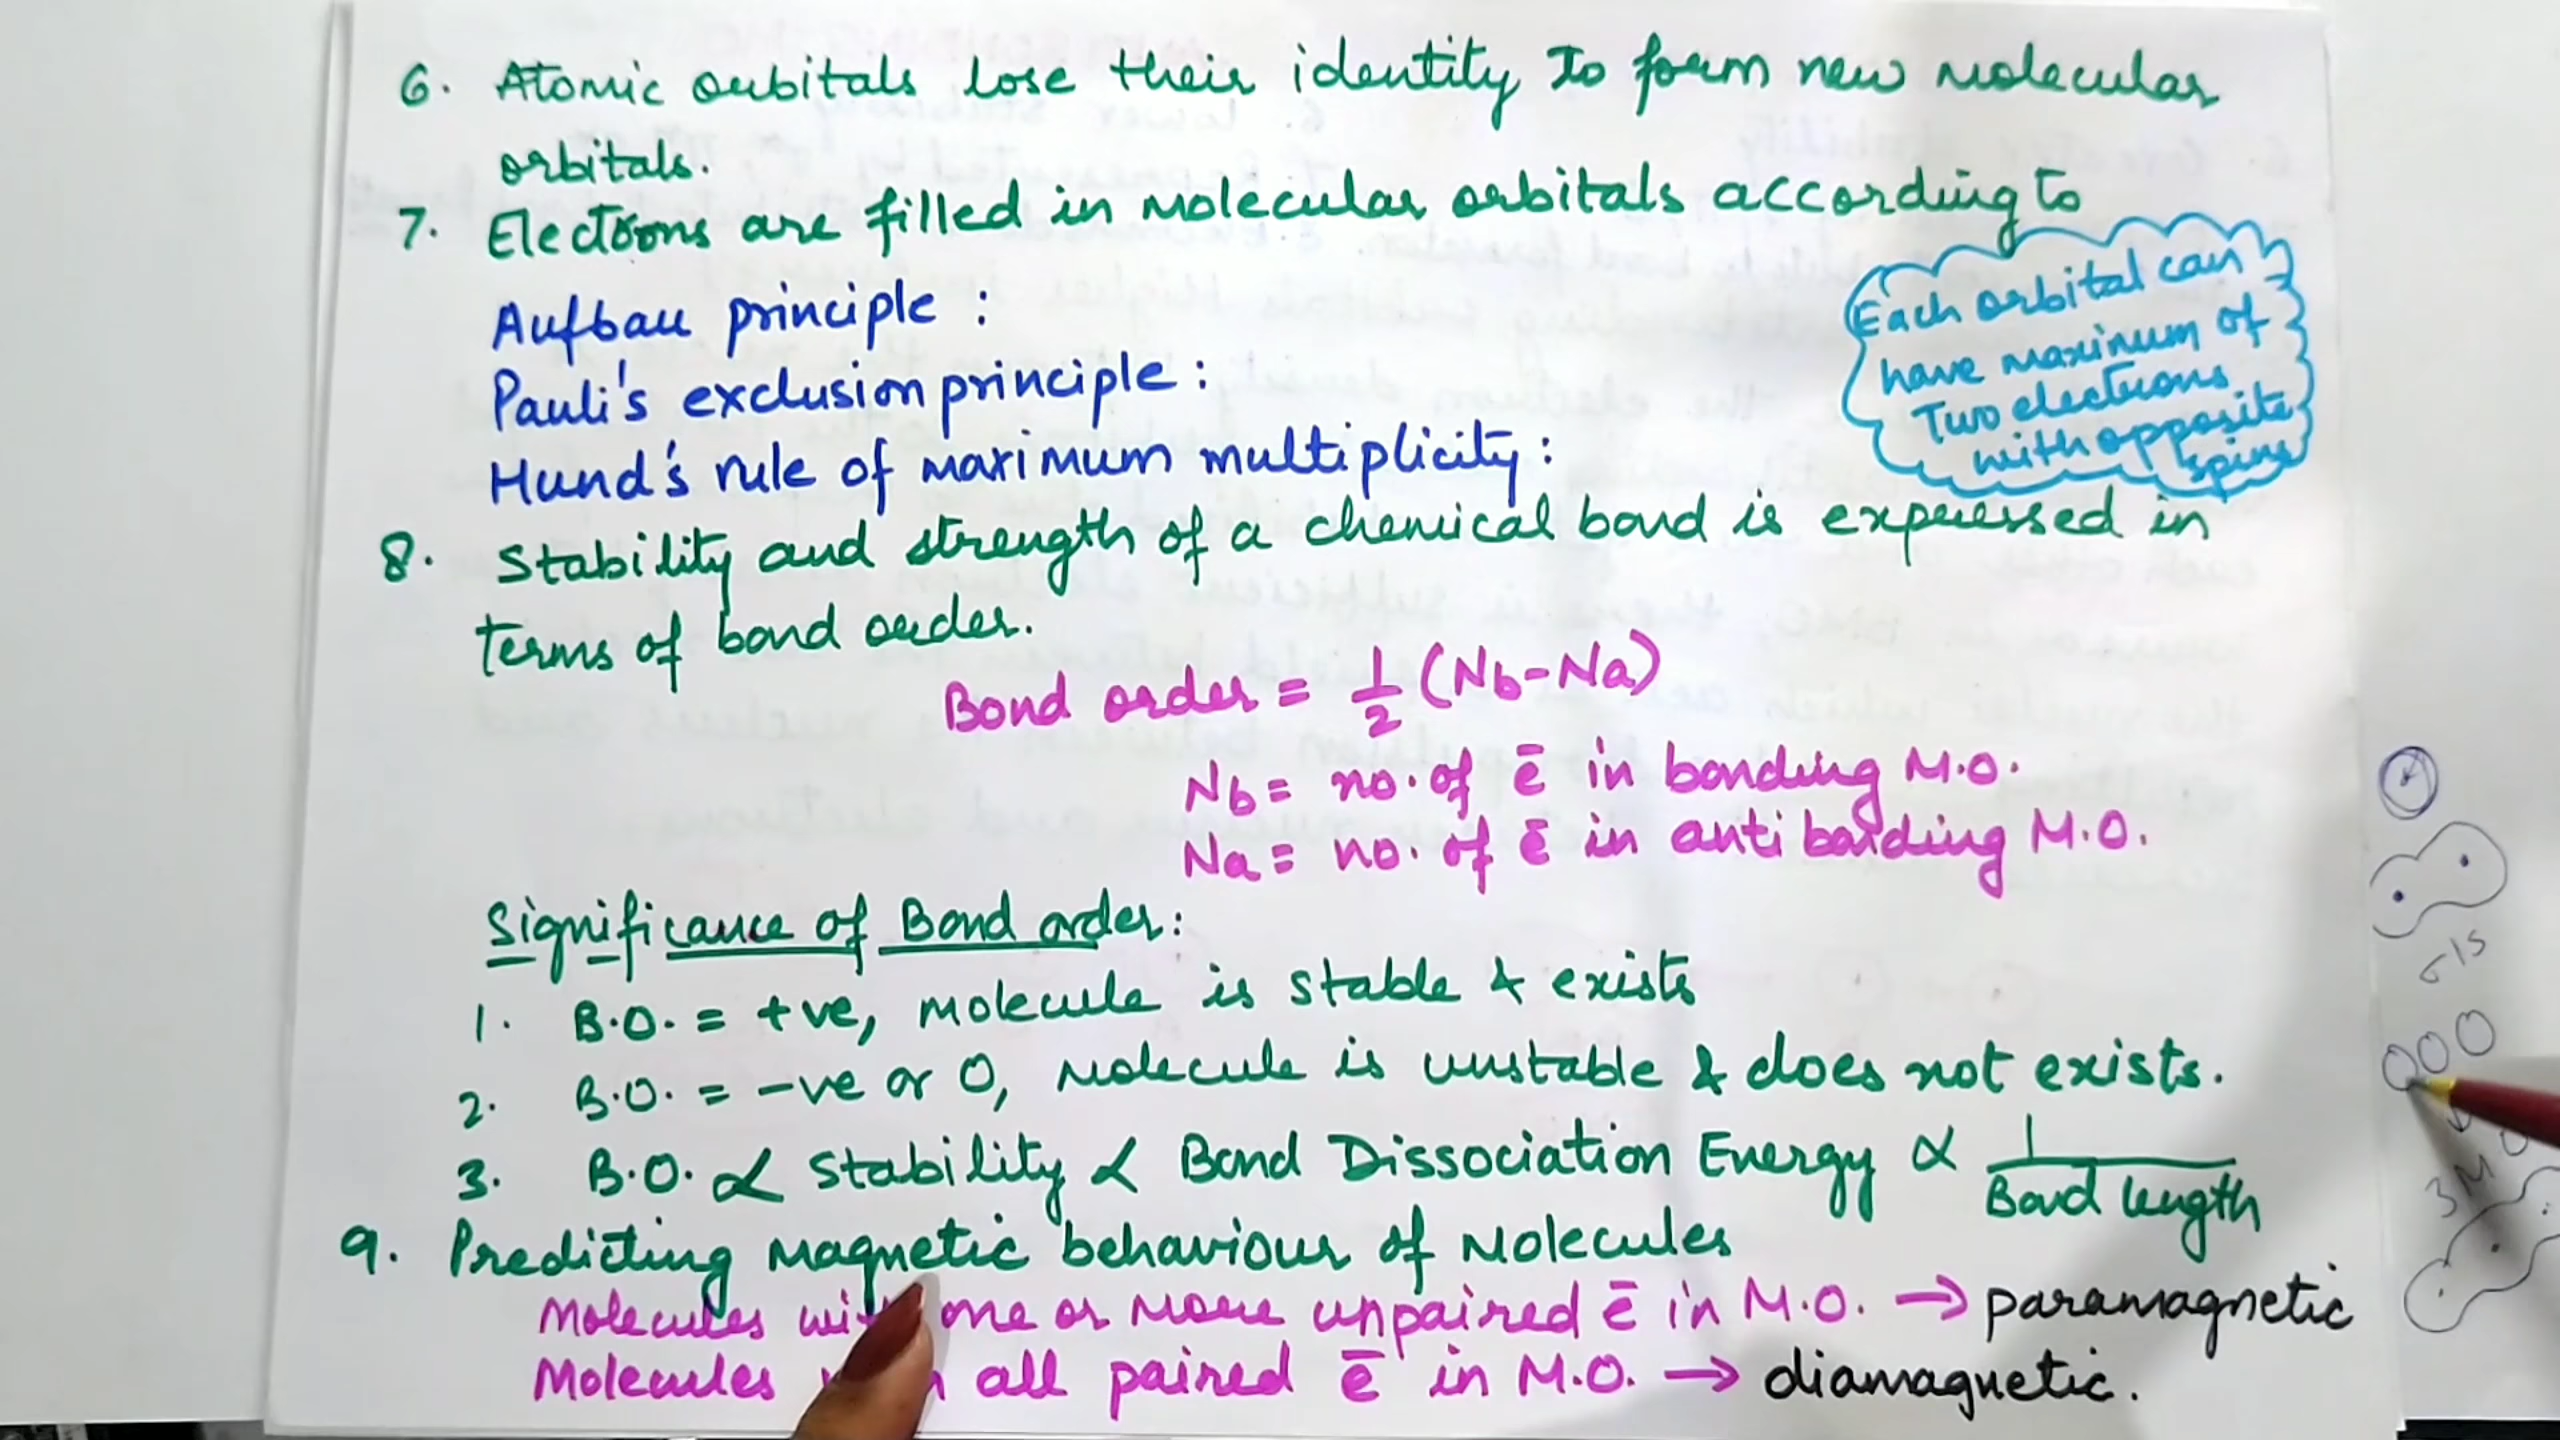 6. Atomic orbitals lose their identity to form new molecular
orbitals.
7. Electrons are filled in molecular orbitals according to
Aufbau principle :
Pauli's exclusion principle :
Hund's rule of maximum multiplicity :
Each orbital can
have maximum of
Two electrons
with opposite
spins
8. Stability and strength of a chemical bond is expressed in
terms of bond order.
Bond order = 1/2 (Nb-Na)
Nb = no. of ē in bonding M.O.
Na = no. of ē in anti bonding M.O.
Significance of Bond order:
1. B.O. = +ve, molecule is stable & exists
2. B.O. = -ve or 0, molecule is unstable & does not exists.
3. B.O. ∝ Stability ∝ Bond Dissociation Energy ∝ 1/Bond length
9. Predicting magnetic behaviour of molecules
Molecules one or more unpaired ē in M.O. → paramagnetic
Molecules all paired ē in M.O. → diamagnetic.
σ1s
3 M O